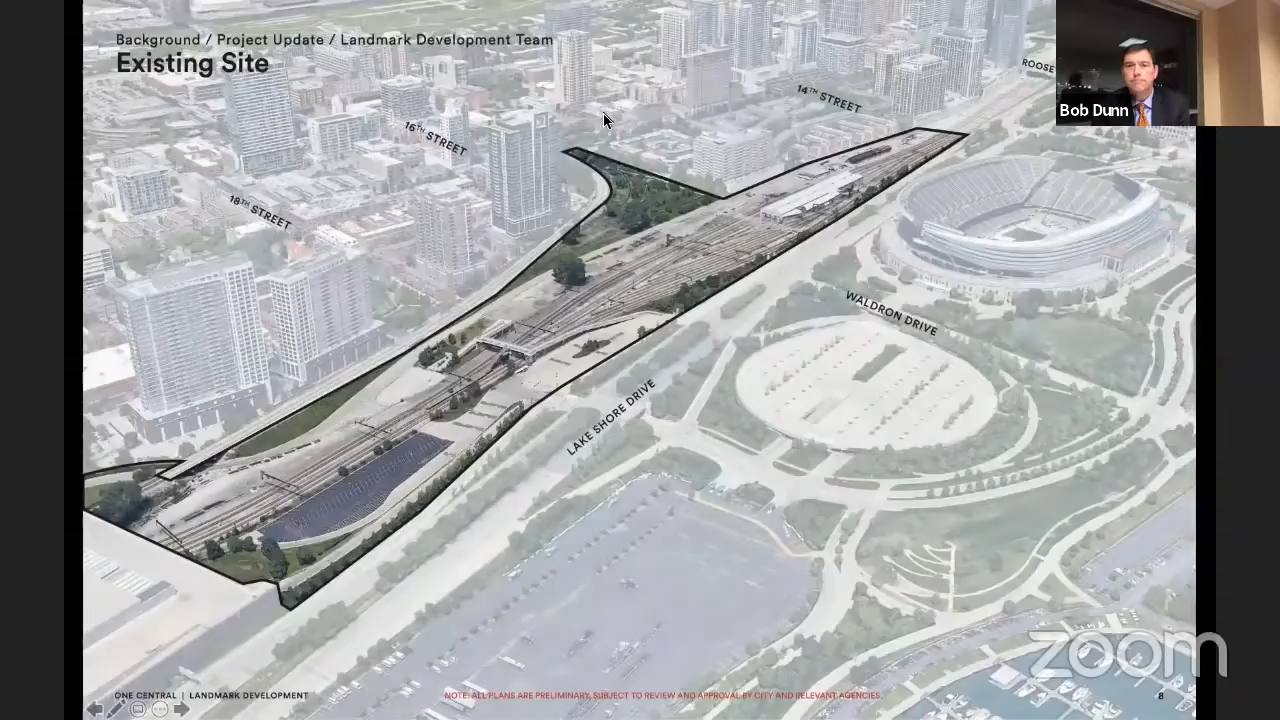 Background / Project Update / Landmark Development Team
Existing Site
ROOSE
Bob Dunn
14TH STREET
16TH STREET
18TH STREET
WALDRON DRIVE
LAKE SHORE DRIVE
zoom
ONE CENTRAL | LANDMARK DEVELOPMENT
NOTE: ALL PLANS ARE PRELIMINARY, SUBJECT TO REVIEW AND APPROVAL BY CITY AND RELEVANT AGENCIES.
8